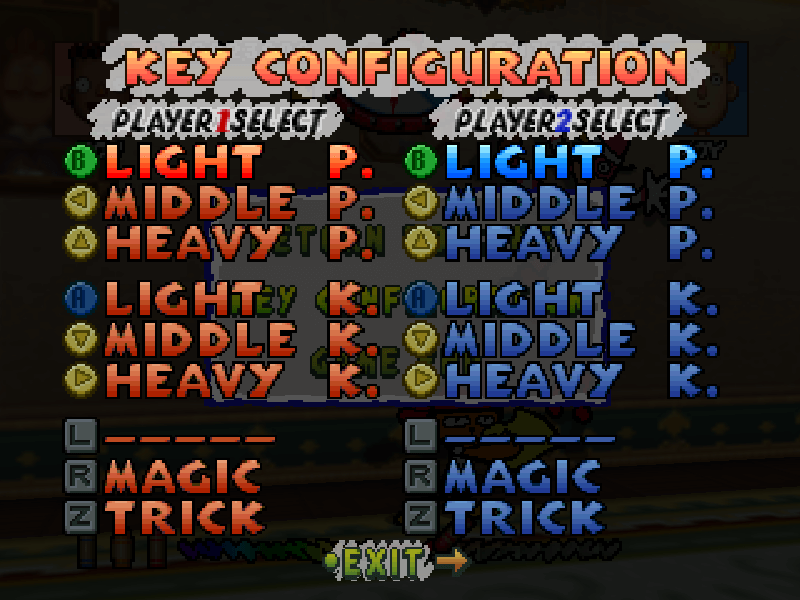 KEY CONFIGURATION
PLAYER1SELECT PLAYER2SELECT
B LIGHT P. B LIGHT P.
MIDDLE P. MIDDLE P.
HEAVY P. HEAVY P.
A LIGHT K. A LIGHT K.
MIDDLE K. MIDDLE K.
HEAVY K. HEAVY K.
L ----- L -----
R MAGIC R MAGIC
Z TRICK Z TRICK
EXIT